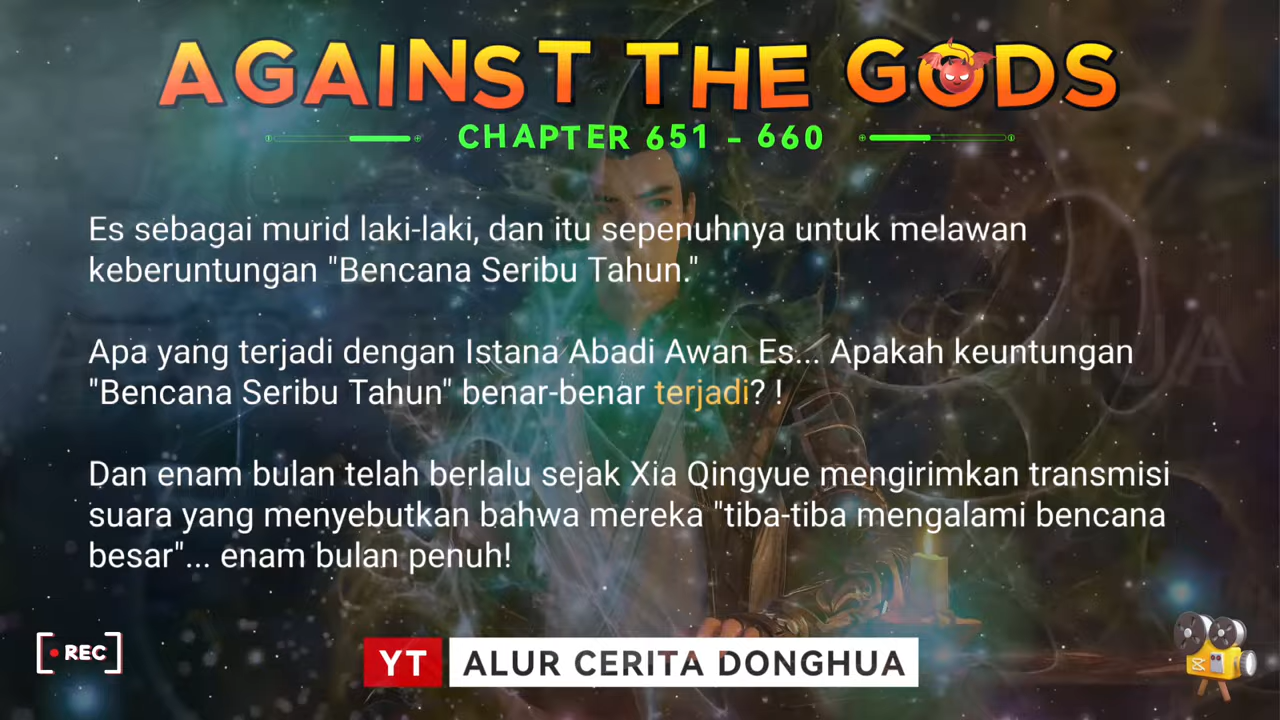 AGAINST THE GODS
CHAPTER 651 - 660
Es sebagai murid laki-laki, dan itu sepenuhnya untuk melawan
keberuntungan "Bencana Seribu Tahun."
Apa yang terjadi dengan Istana Abadi Awan Es... Apakah keuntungan
"Bencana Seribu Tahun" benar-benar terjadi? !
Dan enam bulan telah berlalu sejak Xia Qingyue mengirimkan transmisi
suara yang menyebutkan bahwa mereka "tiba-tiba mengalami bencana
besar"... enam bulan penuh!
REC
YT ALUR CERITA DONGHUA